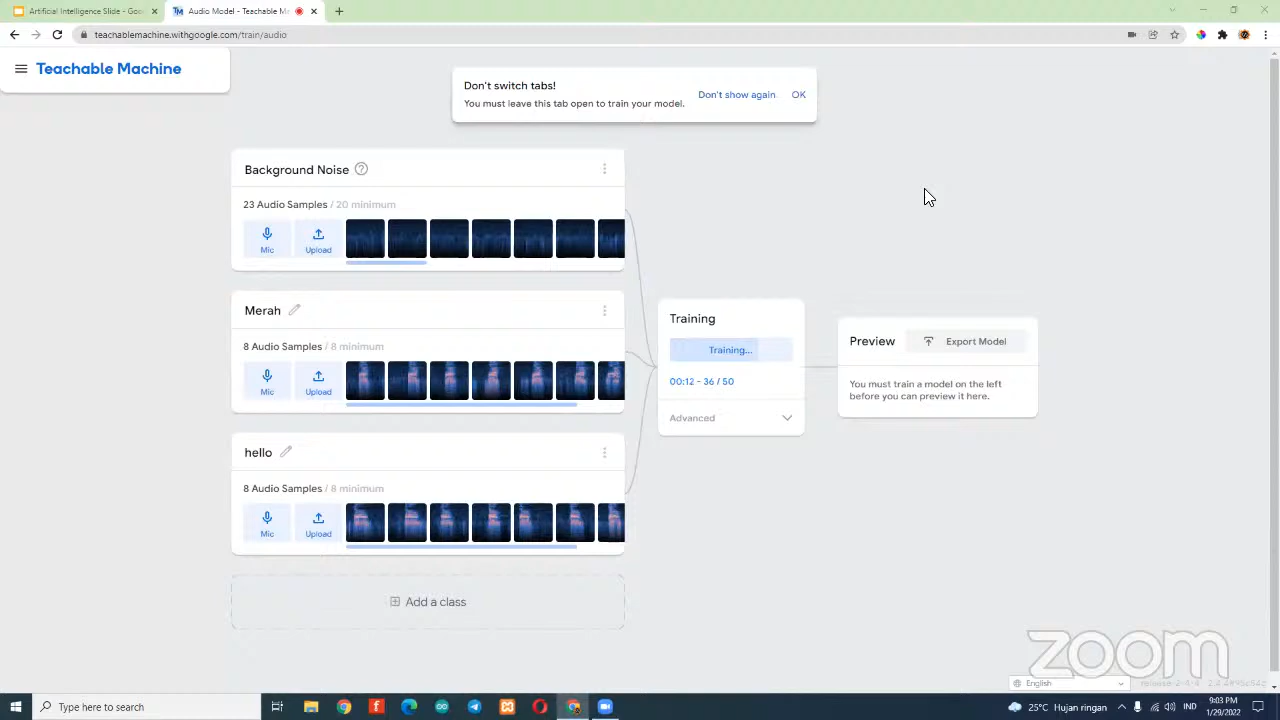 Artificial Intelligence Slide - Goo
Audio Model - Teachable Ma
teachablemachine.withgoogle.com/train/audio
Teachable Machine
Don't switch tabs!
You must leave this tab open to train your model.
Don't show again
OK
Background Noise
23 Audio Samples / 20 minimum
Mic
Upload
Merah
8 Audio Samples / 8 minimum
Mic
Upload
hello
8 Audio Samples / 8 minimum
Mic
Upload
Add a class
Training
Training...
00:12 - 36 / 50
Advanced
Preview
Export Model
You must train a model on the left
before you can preview it here.
zoom
English
Type here to search
25°C Hujan ringan
IND
9:03 PM
1/29/2022